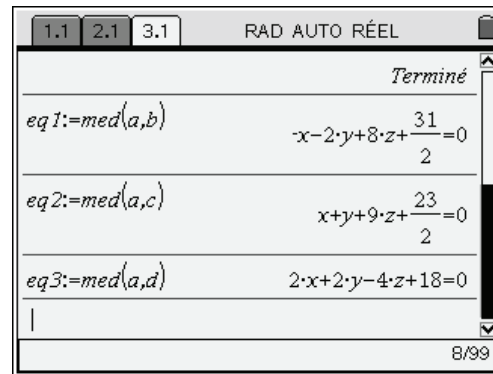 1.1 2.1 3.1 RAD AUTO RÉEL
Terminé
eq1:=med(a,b) -x-2·y+8·z+31/2=0
eq2:=med(a,c) x+y+9·z+23/2=0
eq3:=med(a,d) 2·x+2·y-4·z+18=0
8/99